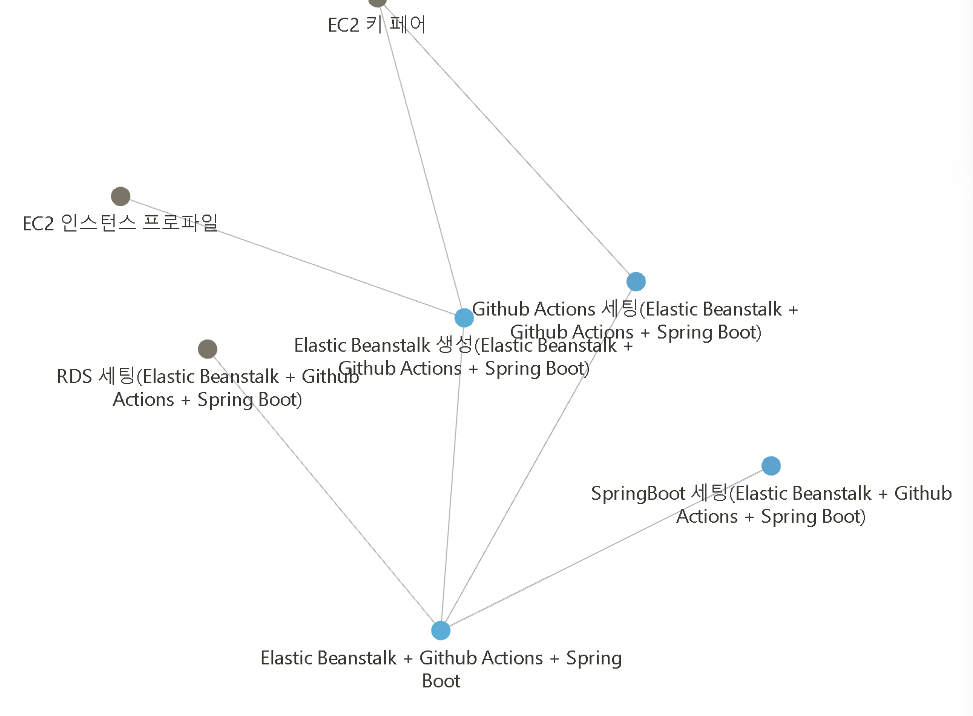 EC2 키 페어
EC2 인스턴스 프로파일
Github Actions 세팅(Elastic Beanstalk +
Github Actions + Spring Boot)
Elastic Beanstalk 생성(Elastic Beanstalk +
Github Actions + Spring Boot)
RDS 세팅(Elastic Beanstalk + Github
Actions + Spring Boot)
SpringBoot 세팅(Elastic Beanstalk + Github
Actions + Spring Boot)
Elastic Beanstalk + Github Actions + Spring
Boot